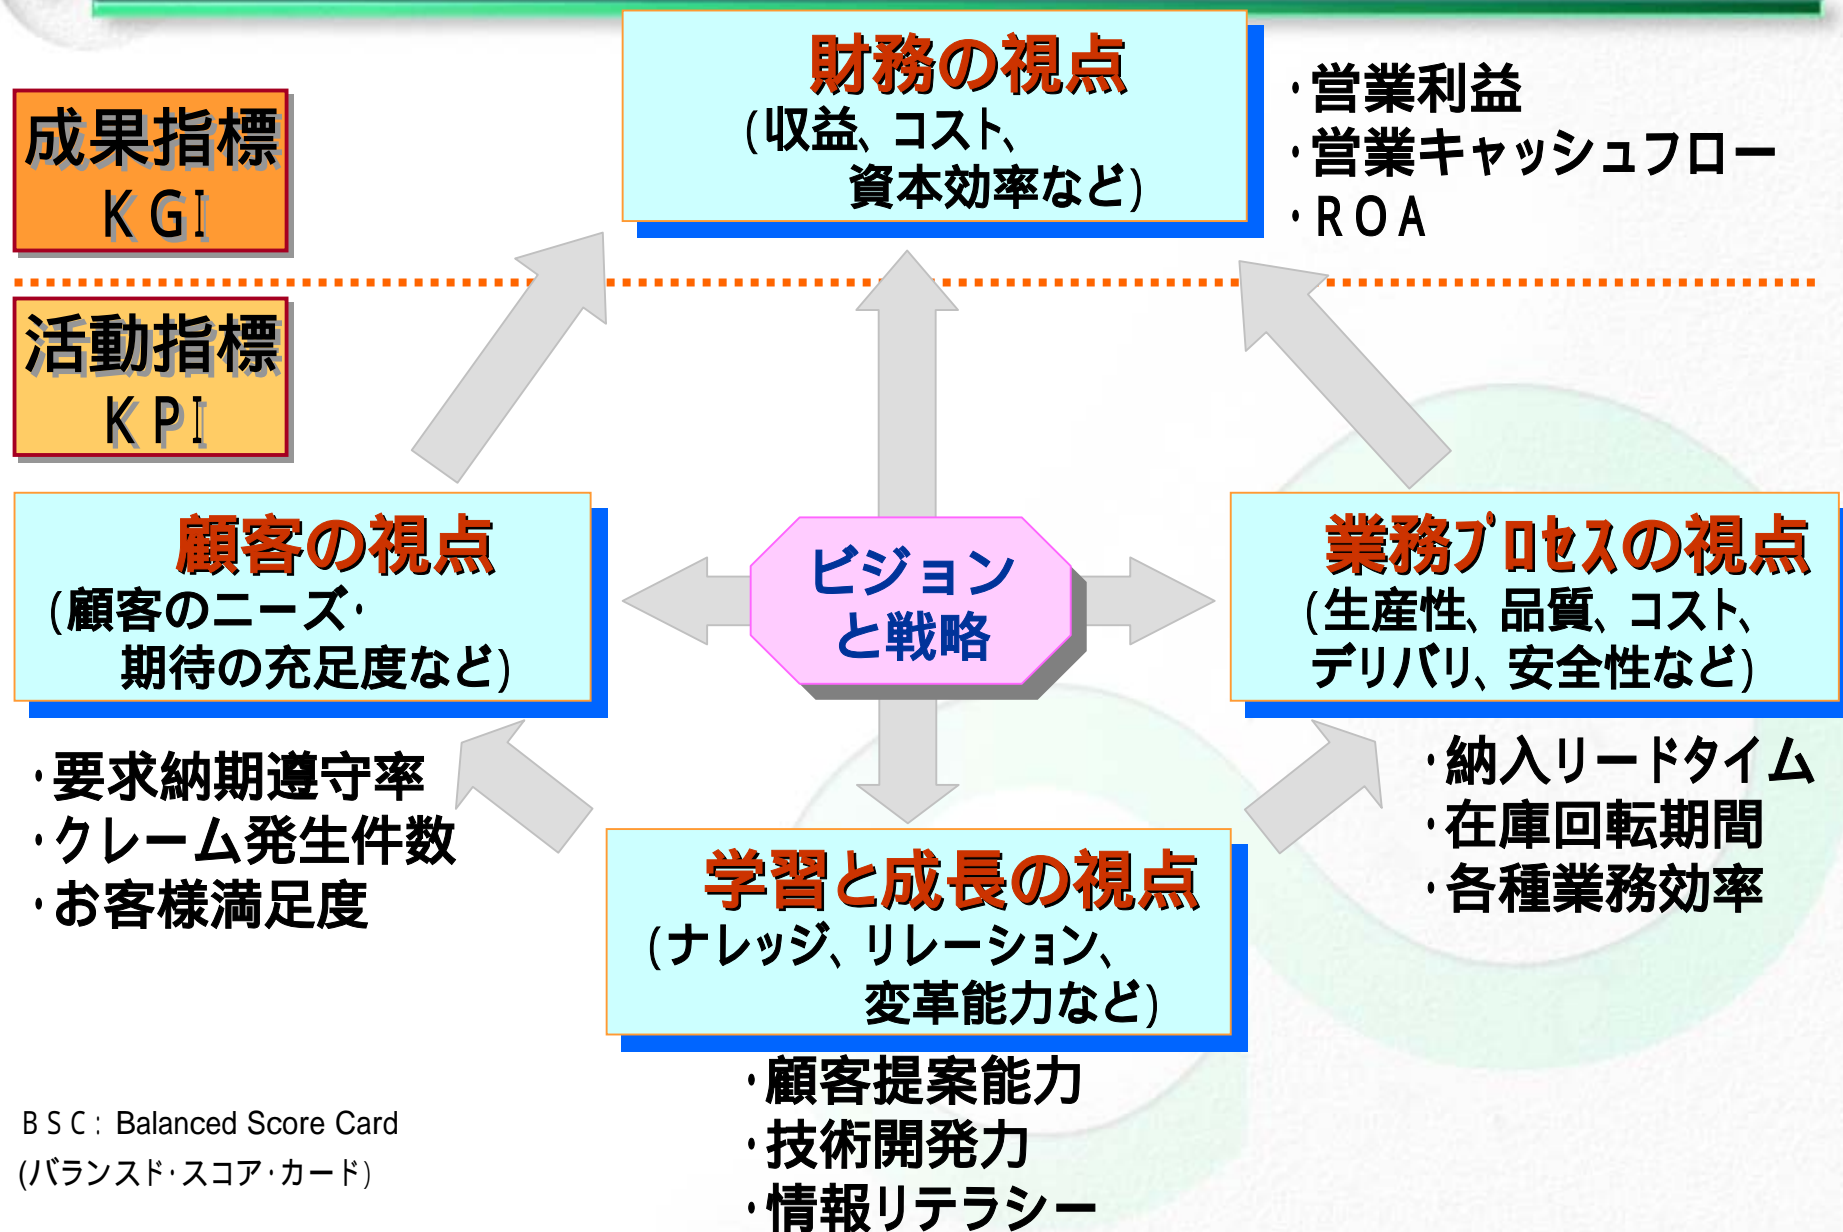 財務の視点
(収益、コスト、
資本効率など)
・営業利益
・営業キャッシュフロー
・ROA
成果指標
KGI
活動指標
KPI
顧客の視点
(顧客のニーズ・
期待の充足度など)
・要求納期遵守率
・クレーム発生件数
・お客様満足度
ビジョン
と戦略
業務ﾌﾟﾛｾｽの視点
(生産性、品質、コスト、
デリバリ、安全性など)
・納入リードタイム
・在庫回転期間
・各種業務効率
学習と成長の視点
(ナレッジ、リレーション、
変革能力など)
・顧客提案能力
・技術開発力
・情報リテラシー
BSC: Balanced Score Card
(バランスド・スコア・カード)